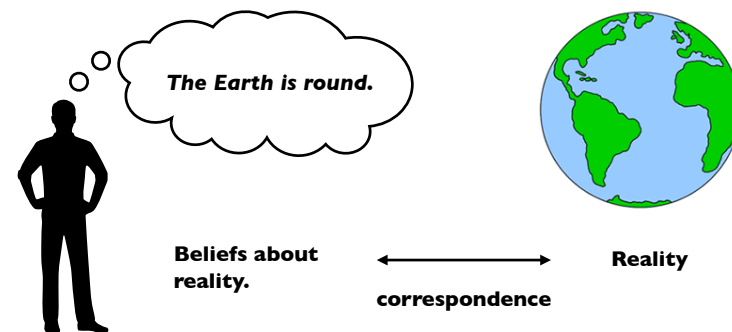 The Earth is round.
Beliefs about
reality.
correspondence
Reality